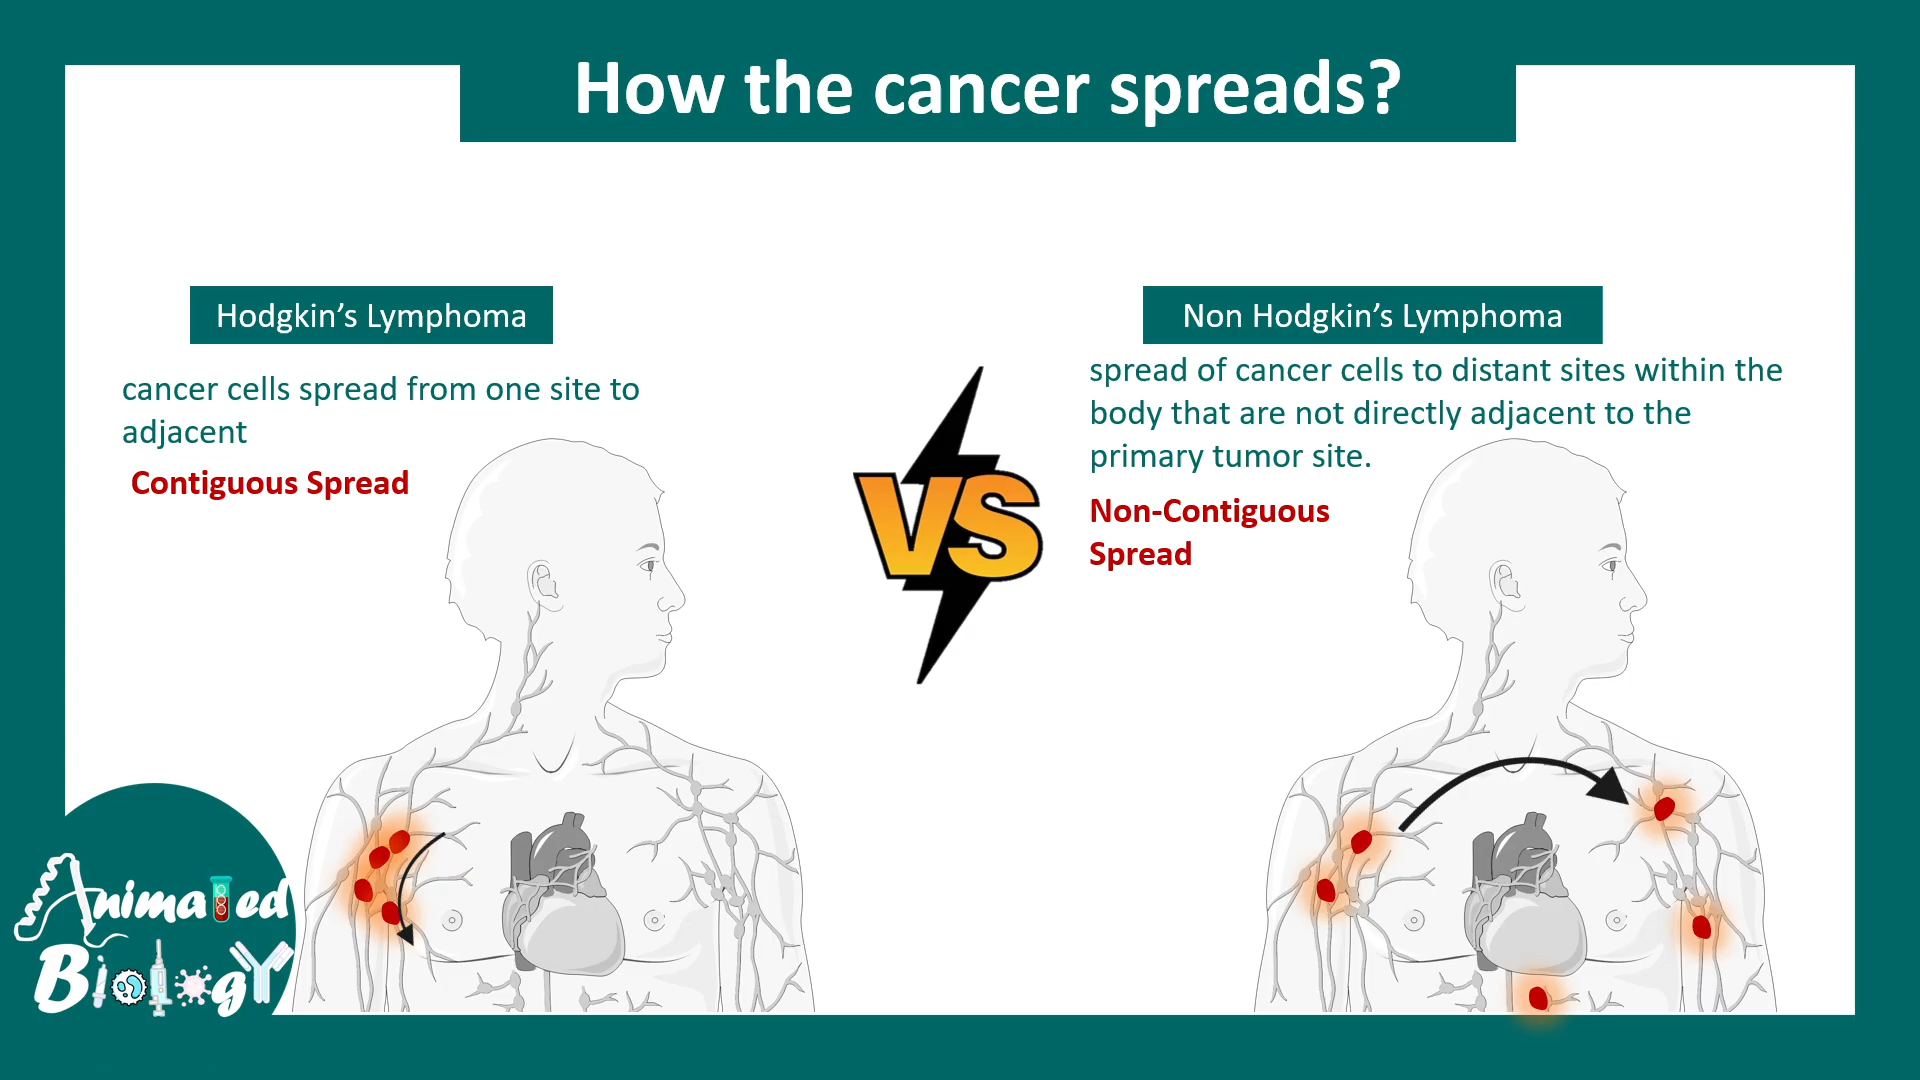 How the cancer spreads?
Hodgkin’s Lymphoma
cancer cells spread from one site to
adjacent
Contiguous Spread
VS
Non Hodgkin’s Lymphoma
spread of cancer cells to distant sites within the
body that are not directly adjacent to the
primary tumor site.
Non-Contiguous
Spread
Animated
Biology